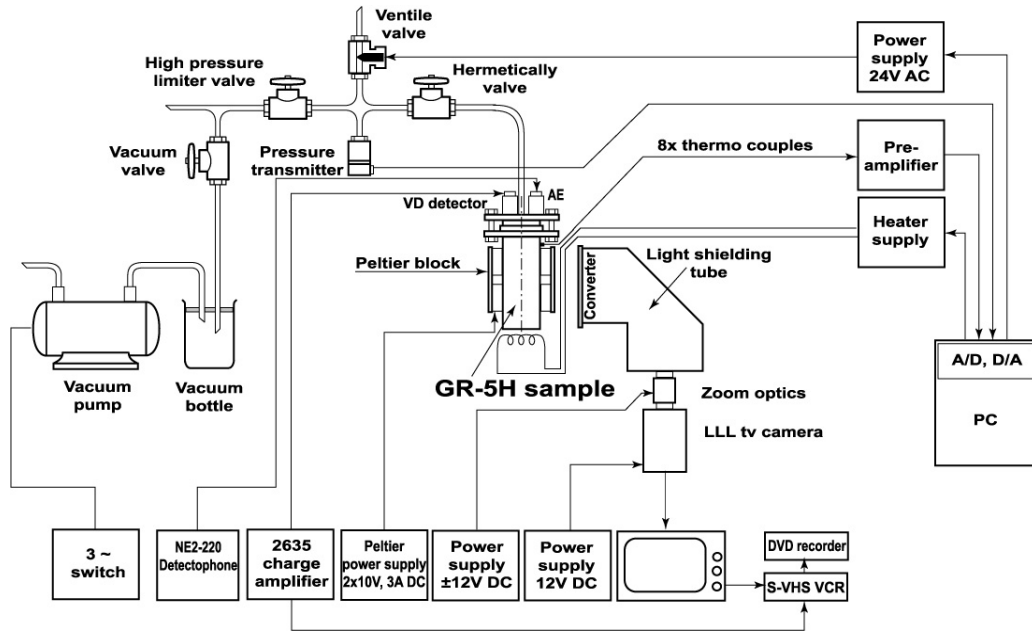 Ventile
valve
Power
supply
24V AC
High pressure
limiter valve
Hermetically
valve
Vacuum
valve
Pressure
transmitter
8x thermo couples
Pre-
amplifier
VD detector
AE
Heater
supply
Peltier block
Converter
Light shielding
tube
Vacuum
pump
Vacuum
bottle
GR-5H sample
Zoom optics
LLL tv camera
A/D, D/A
PC
3 ~
switch
NE2-220
Detectophone
2635
charge
amplifier
Peltier
power supply
2x10V, 3A DC
Power
supply
±12V DC
Power
supply
12V DC
DVD recorder
S-VHS VCR